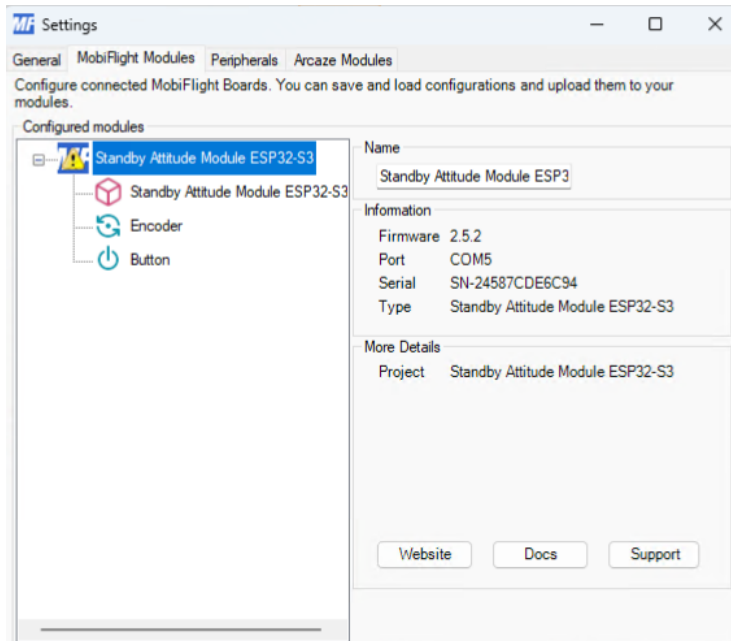 MF Settings
General MobiFlight Modules Peripherals Arcaze Modules
Configure connected MobiFlight Boards. You can save and load configurations and upload them to your
modules.
Configured modules
Standby Attitude Module ESP32-S3
Standby Attitude Module ESP32-S3
Encoder
Button
Name
Standby Attitude Module ESP3
Information
Firmware 2.5.2
Port COM5
Serial SN-24587CDE6C94
Type Standby Attitude Module ESP32-S3
More Details
Project Standby Attitude Module ESP32-S3
Website Docs Support